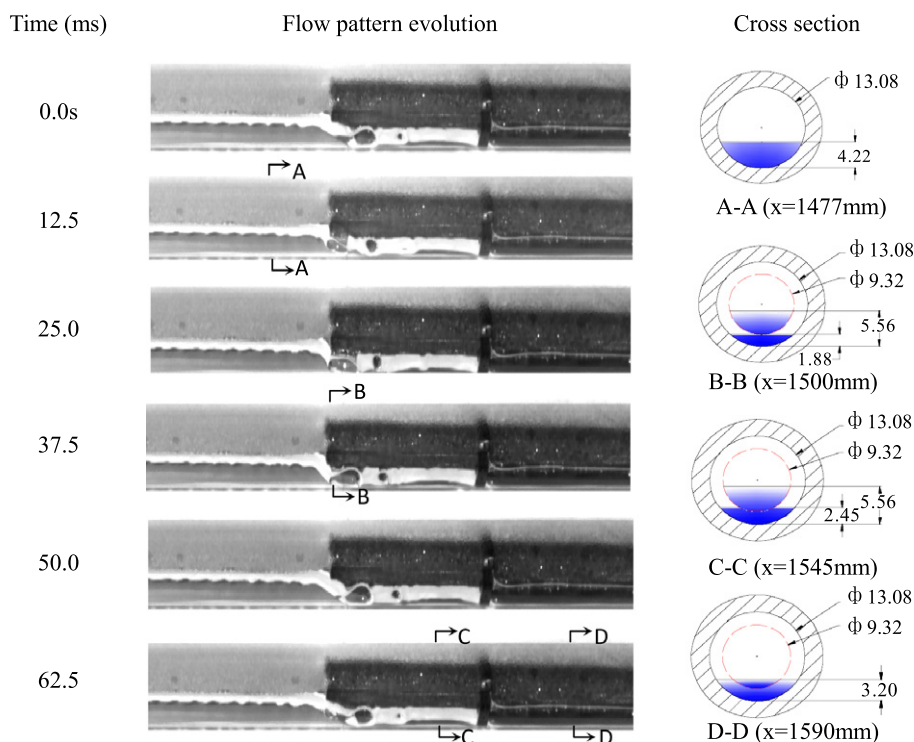 Time (ms) Flow pattern evolution Cross section
0.0s
ф 13.08
4.22
A
A-A (x=1477mm)
12.5
A
ф 13.08
ф 9.32
5.56
1.88
25.0
B-B (x=1500mm)
B
37.5
ф 13.08
ф 9.32
5.56
2.45
B
50.0
C-C (x=1545mm)
ф 13.08
ф 9.32
C D
62.5
3.20
C D
D-D (x=1590mm)